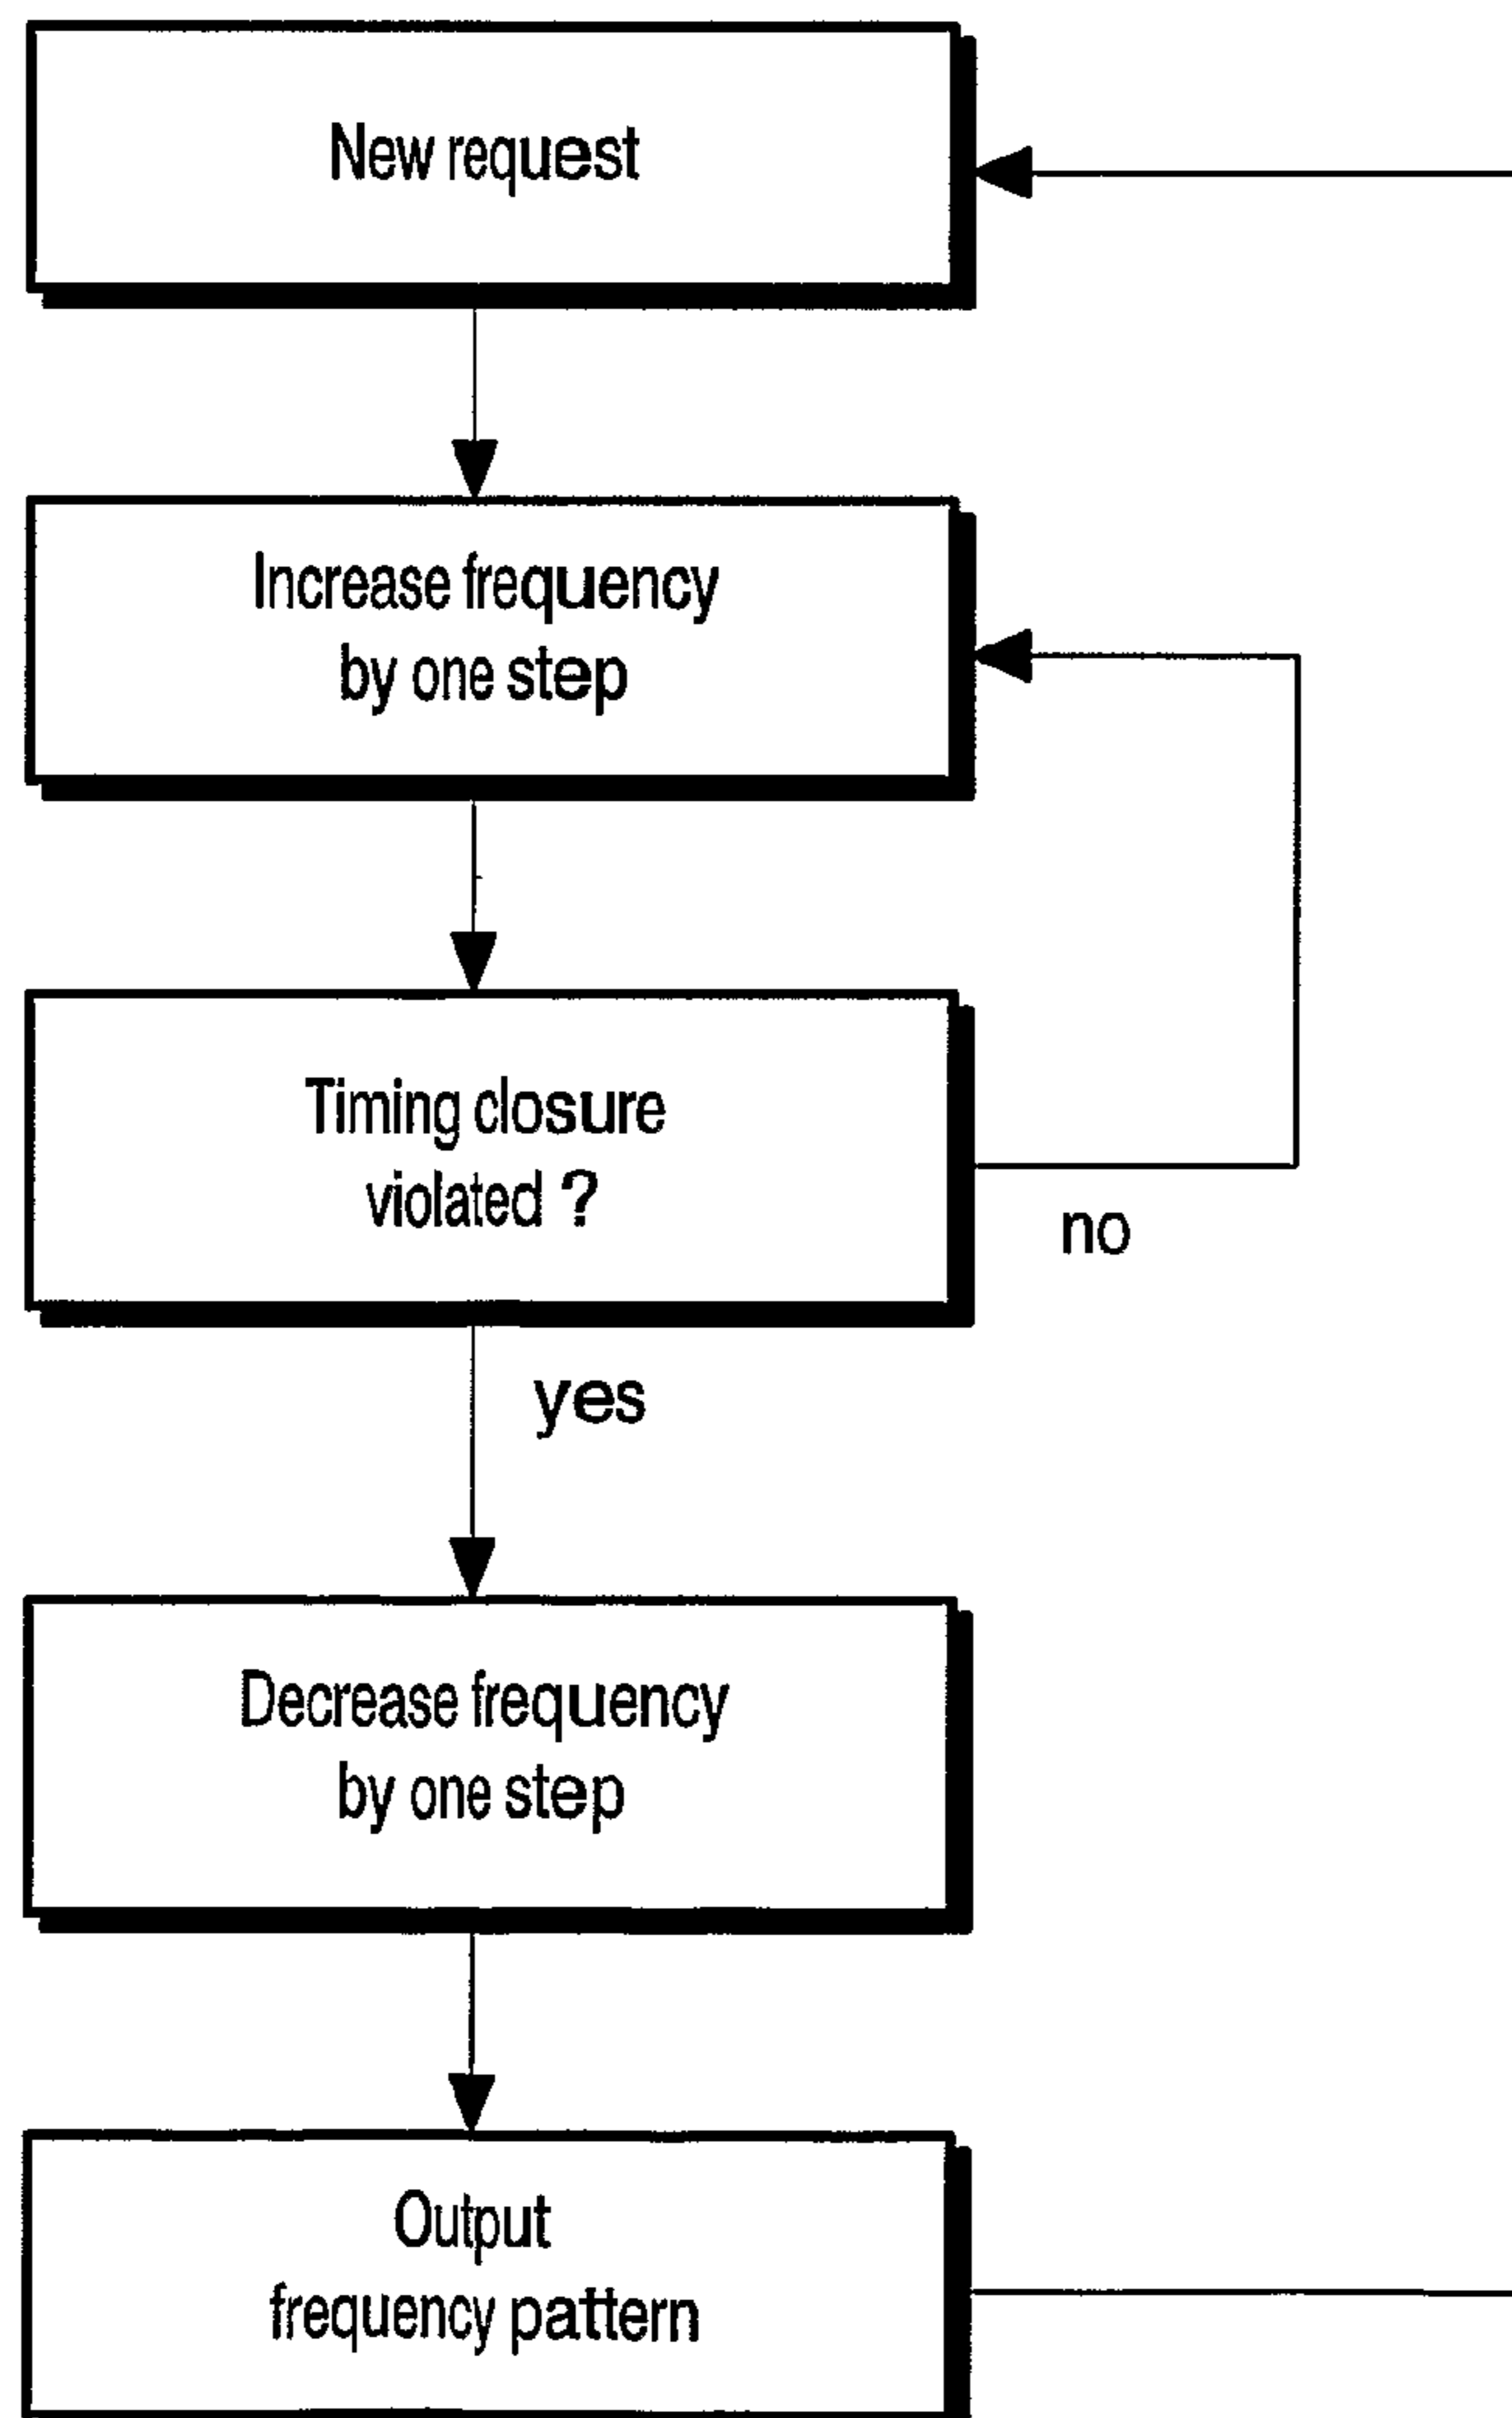 New request
Increase frequency
by one step
Timing closure
violated ?
no
yes
Decrease frequency
by one step
Output
frequency pattern